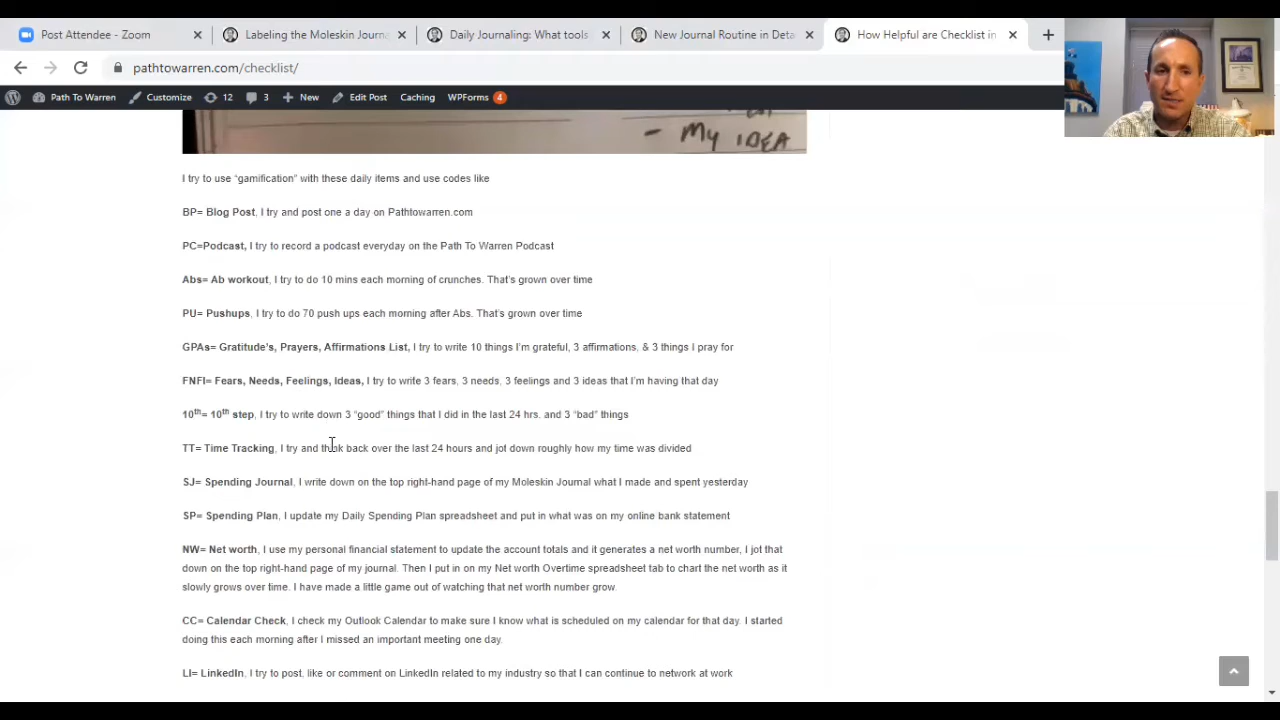 Post Attendee - Zoom
Labeling the Moleskin Journa
Daily Journaling: What tools
New Journal Routine in Deta
How Helpful are Checklist in
pathtowarren.com/checklist/
Path To Warren Customize 12 3 New Edit Post Caching WPForms 4
- My IDEA
I try to use “gamification” with these daily items and use codes like
BP= Blog Post, I try and post one a day on Pathtowarren.com
PC=Podcast, I try to record a podcast everyday on the Path To Warren Podcast
Abs= Ab workout, I try to do 10 mins each morning of crunches. That’s grown over time
PU= Pushups, I try to do 70 push ups each morning after Abs. That’s grown over time
GPAs= Gratitude’s, Prayers, Affirmations List, I try to write 10 things I’m grateful, 3 affirmations, & 3 things I pray for
FNFI= Fears, Needs, Feelings, Ideas, I try to write 3 fears, 3 needs, 3 feelings and 3 ideas that I’m having that day
10th= 10th step, I try to write down 3 “good” things that I did in the last 24 hrs. and 3 “bad” things
TT= Time Tracking, I try and think back over the last 24 hours and jot down roughly how my time was divided
SJ= Spending Journal, I write down on the top right-hand page of my Moleskin Journal what I made and spent yesterday
SP= Spending Plan, I update my Daily Spending Plan spreadsheet and put in what was on my online bank statement
NW= Net worth, I use my personal financial statement to update the account totals and it generates a net worth number, I jot that
down on the top right-hand page of my journal. Then I put in on my Net worth Overtime spreadsheet tab to chart the net worth as it
slowly grows over time. I have made a little game out of watching that net worth number grow.
CC= Calendar Check, I check my Outlook Calendar to make sure I know what is scheduled on my calendar for that day. I started
doing this each morning after I missed an important meeting one day.
LI= LinkedIn, I try to post, like or comment on LinkedIn related to my industry so that I can continue to network at work